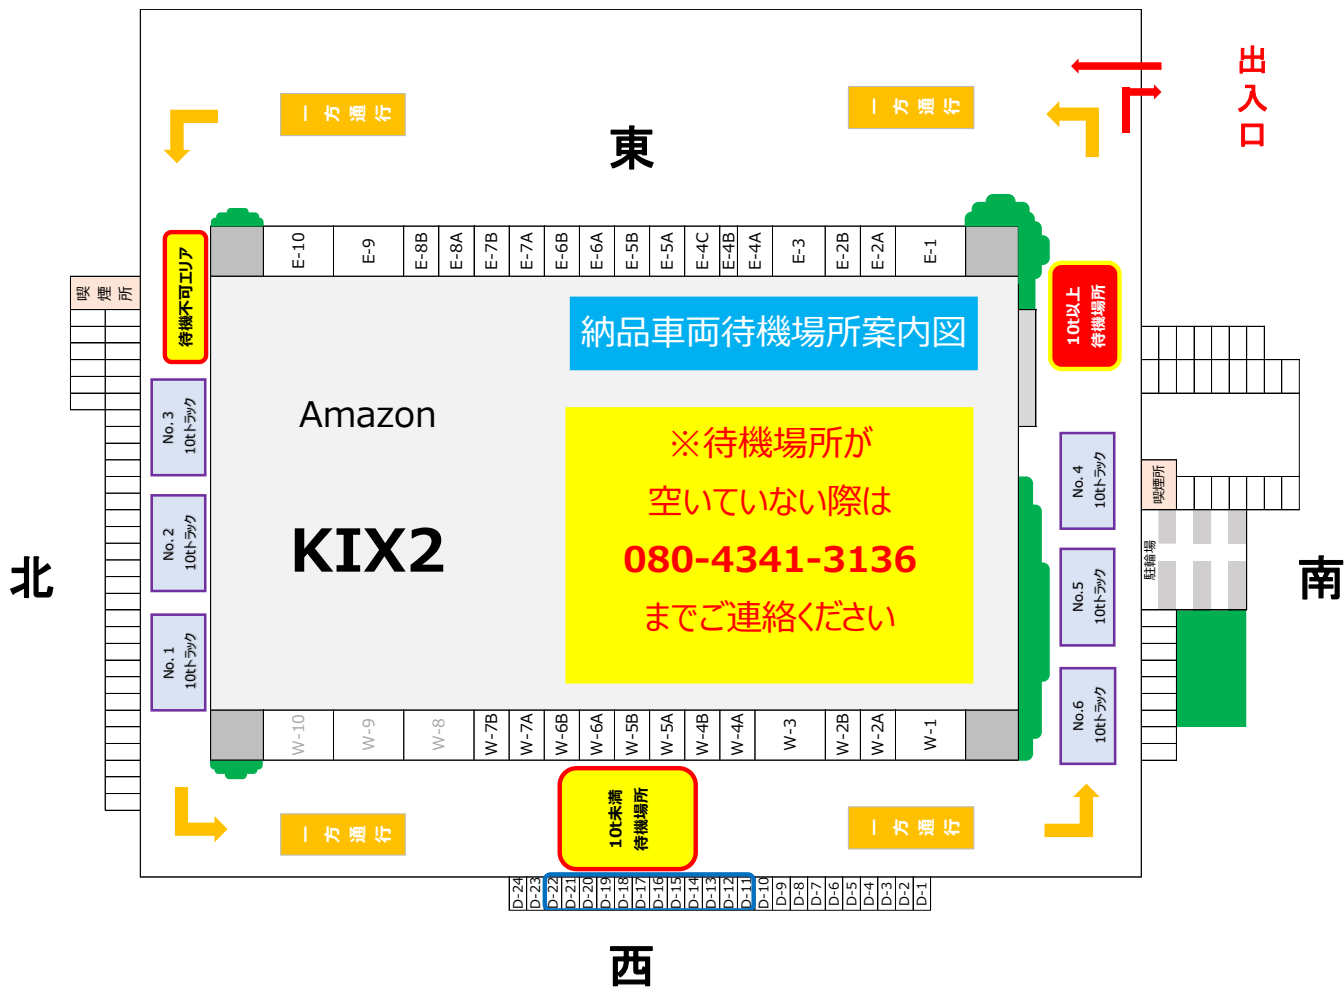 出入口
一方通行
一方通行
東
E-10
E-9
E-8B
E-8A
E-7B
E-7A
E-6B
E-6A
E-5B
E-5A
E-4C
E-4B
E-4A
E-3
E-2B
E-2A
E-1
待機不可エリア
喫煙所
10t以上
待機場所
納品車両待機場所案内図
Amazon
KIX2
※待機場所が
空いていない際は
080-4341-3136
までご連絡ください
No.3
10tトラック
No.2
10tトラック
No.1
10tトラック
No.4
10tトラック
No.5
10tトラック
No.6
10tトラック
喫煙所
駐輪場
北
南
W-10
W-9
W-8
W-7B
W-7A
W-6B
W-6A
W-5B
W-5A
W-4B
W-4A
W-3
W-2B
W-2A
W-1
10t未満
待機場所
一方通行
一方通行
D-24
D-23
D-22
D-21
D-20
D-19
D-18
D-17
D-16
D-15
D-14
D-13
D-12
D-11
D-10
D-9
D-8
D-7
D-6
D-5
D-4
D-3
D-2
D-1
西